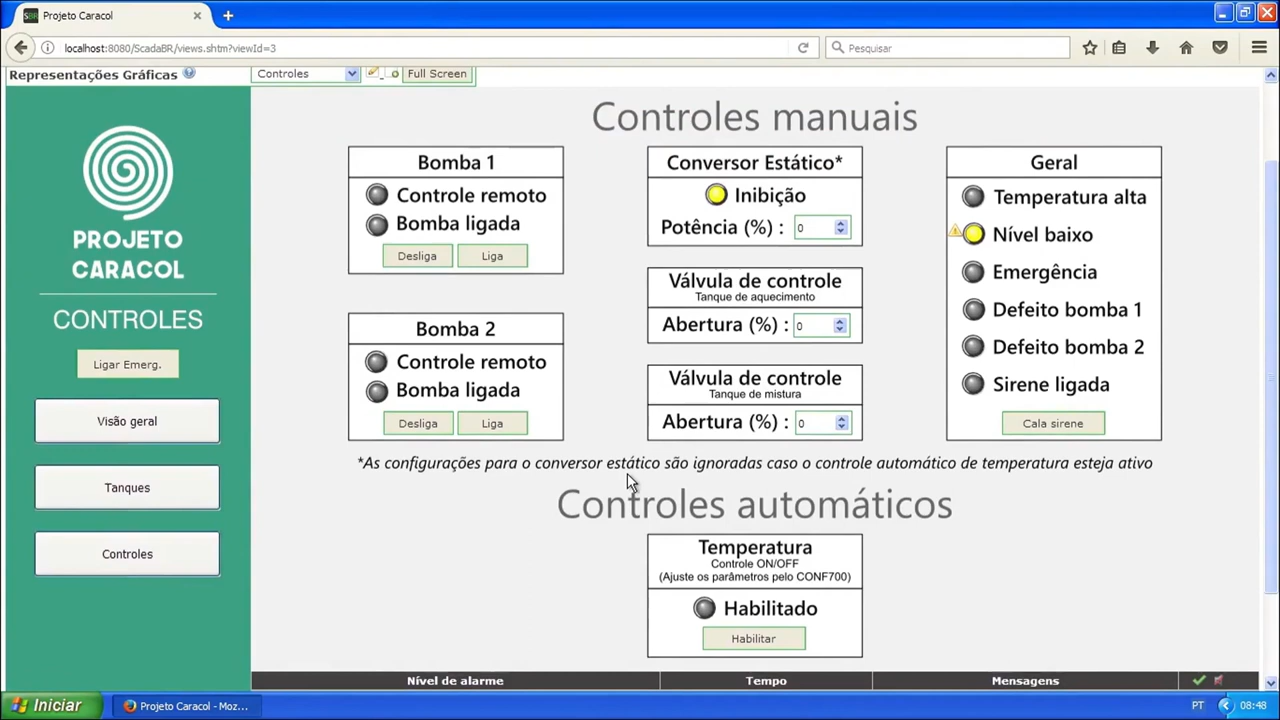 Projeto Caracol
localhost:8080/ScadaBR/views.shtm?viewId=3
Pesquisar
Representações Gráficas
Controles
Full Screen
PROJETO
CARACOL
CONTROLES
Ligar Emerg.
Visão geral
Tanques
Controles
Controles manuais
Bomba 1
Controle remoto
Bomba ligada
Desliga
Liga
Bomba 2
Controle remoto
Bomba ligada
Desliga
Liga
Conversor Estático*
Inibição
Potência (%) : 0
Válvula de controle
Tanque de aquecimento
Abertura (%) : 0
Válvula de controle
Tanque de mistura
Abertura (%) : 0
Geral
Temperatura alta
Nível baixo
Emergência
Defeito bomba 1
Defeito bomba 2
Sirene ligada
Cala sirene
*As configurações para o conversor estático são ignoradas caso o controle automático de temperatura esteja ativo
Controles automáticos
Temperatura
Controle ON/OFF
(Ajuste os parâmetros pelo CONF700)
Habilitado
Habilitar
Nível de alarme
Tempo
Mensagens
Iniciar
Projeto Caracol - Moz...
PT
08:48